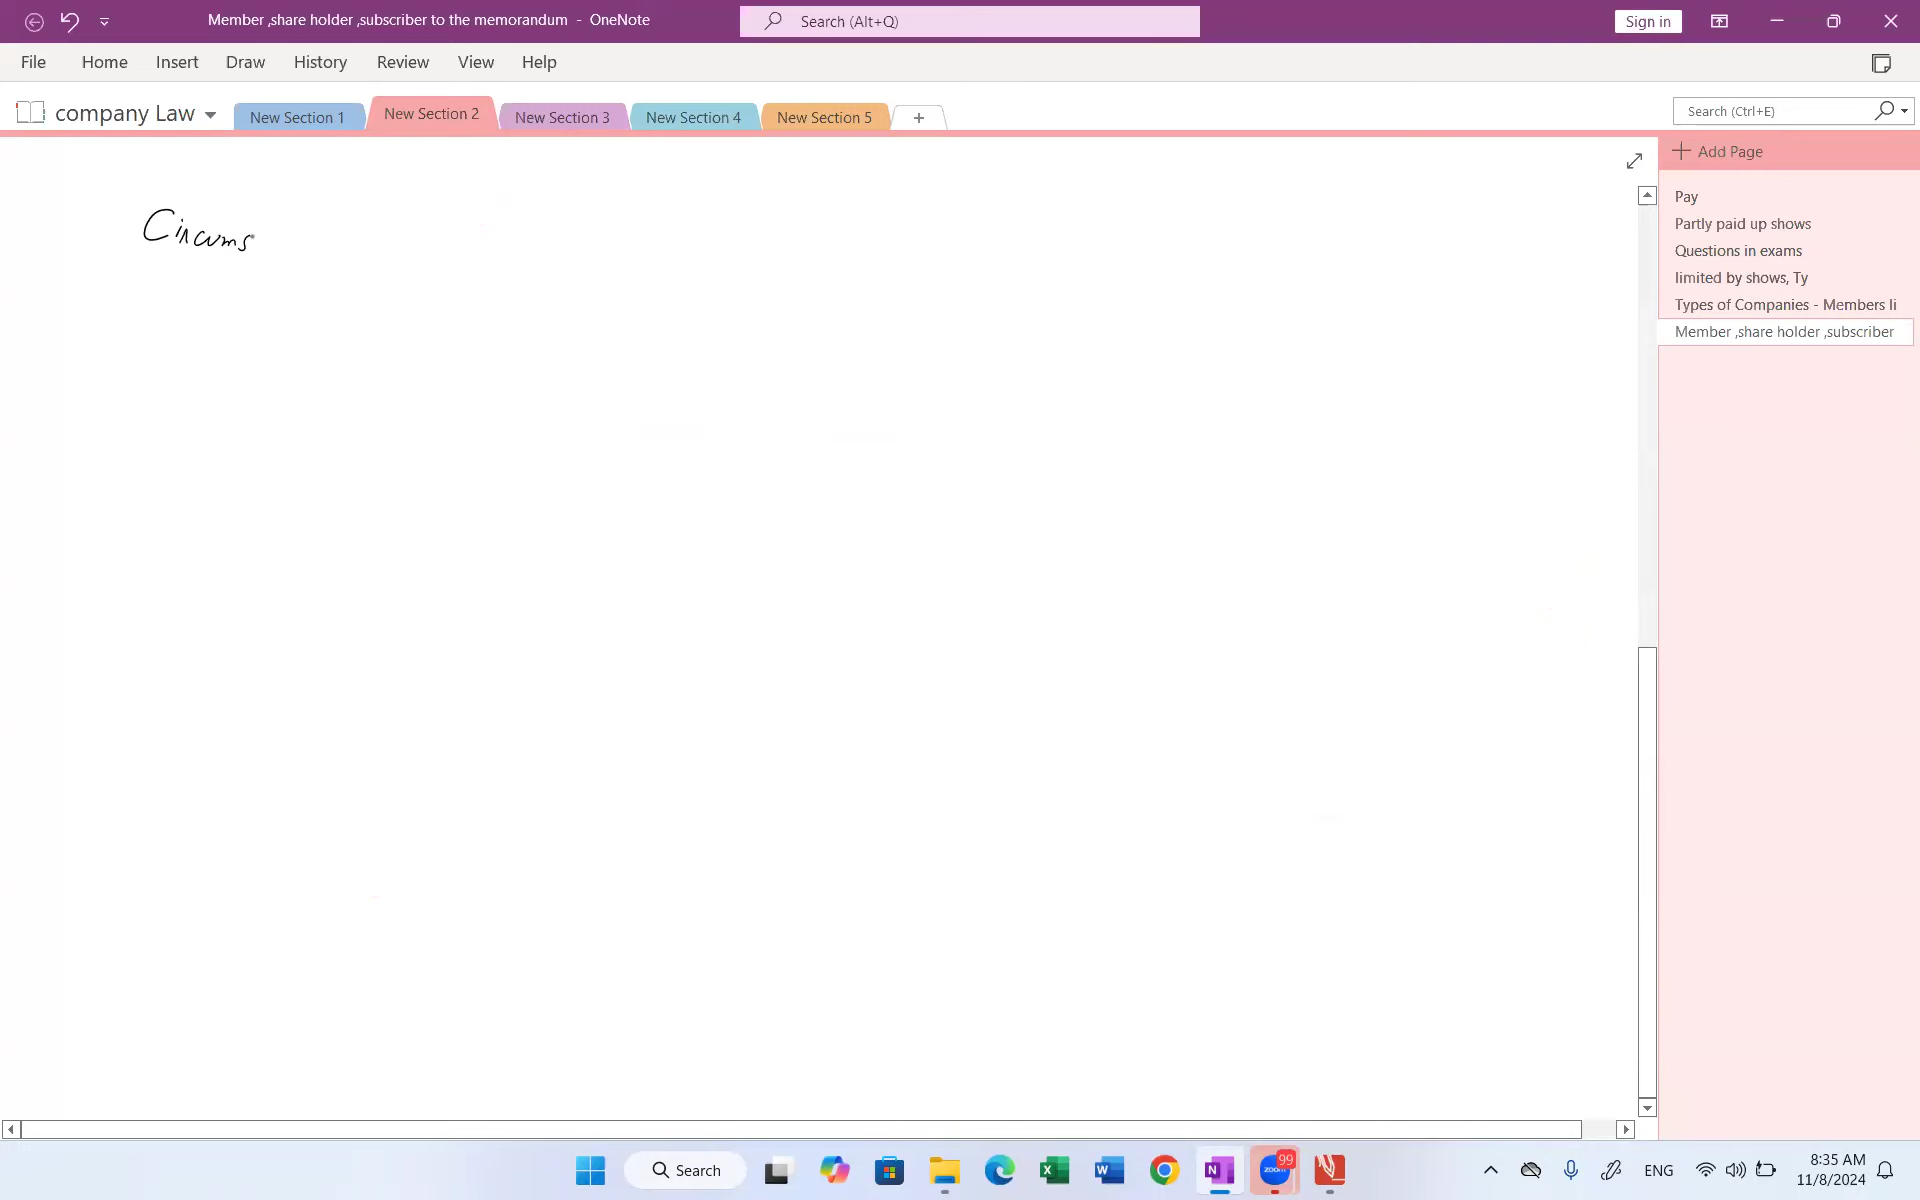 Member ,share holder ,subscriber to the memorandum - OneNote
Search (Alt+Q)
Sign in
File Home Insert Draw History Review View Help
company Law New Section 1 New Section 2 New Section 3 New Section 4 New Section 5 +
Search (Ctrl+E)
Add Page
Circums
Pay
Partly paid up shows
Questions in exams
limited by shows, Ty
Types of Companies - Members li
Member ,share holder ,subscriber
Search
99
zoom
ENG
8:35 AM
11/8/2024